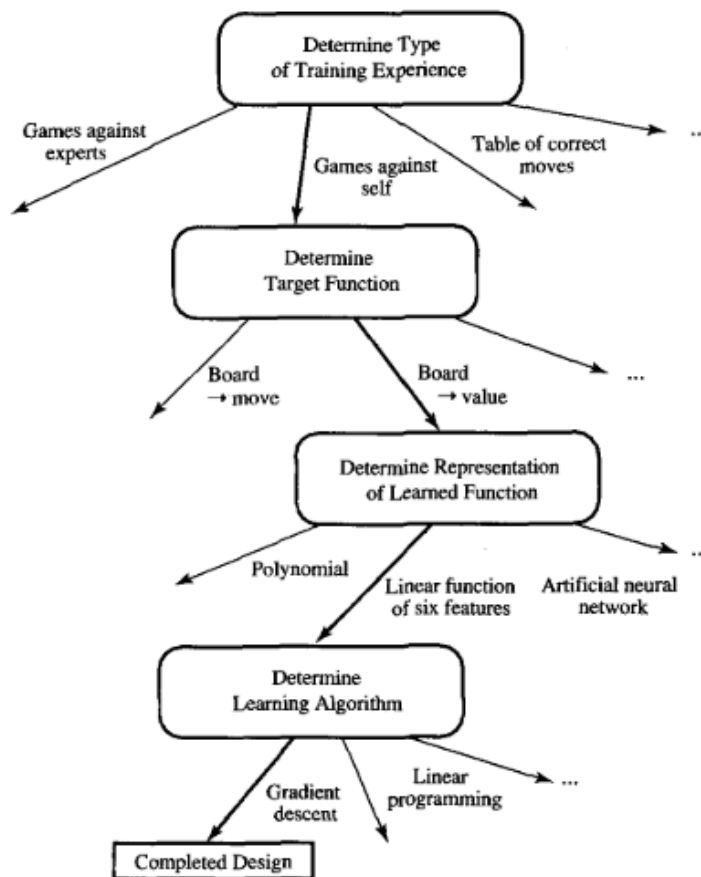 Determine Type
of Training Experience
Games against
experts
Games against
self
Table of correct
moves
...
Determine
Target Function
Board
→ move
Board
→ value
...
Determine Representation
of Learned Function
Polynomial
Linear function
of six features
Artificial neural
network
...
Determine
Learning Algorithm
Gradient
descent
Linear
programming
...
Completed Design